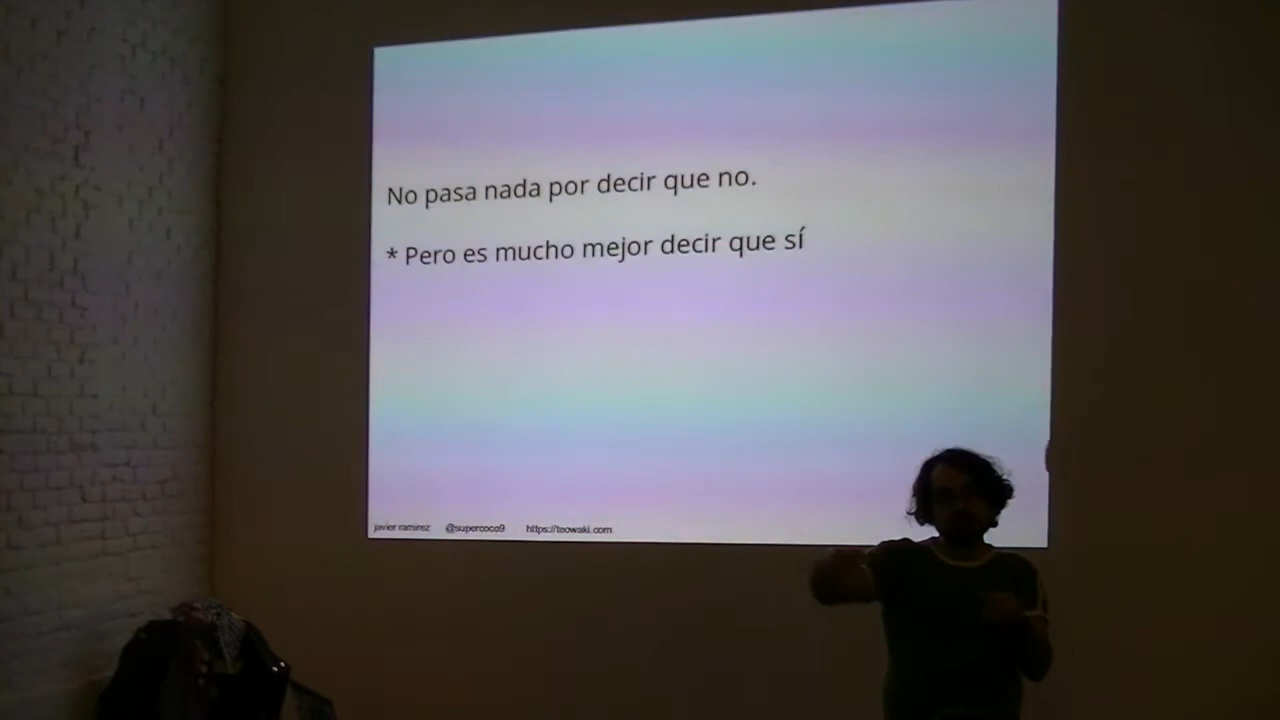 No pasa nada por decir que no.
* Pero es mucho mejor decir que sí
javier ramirez @supercoco9 https://teowaki.com